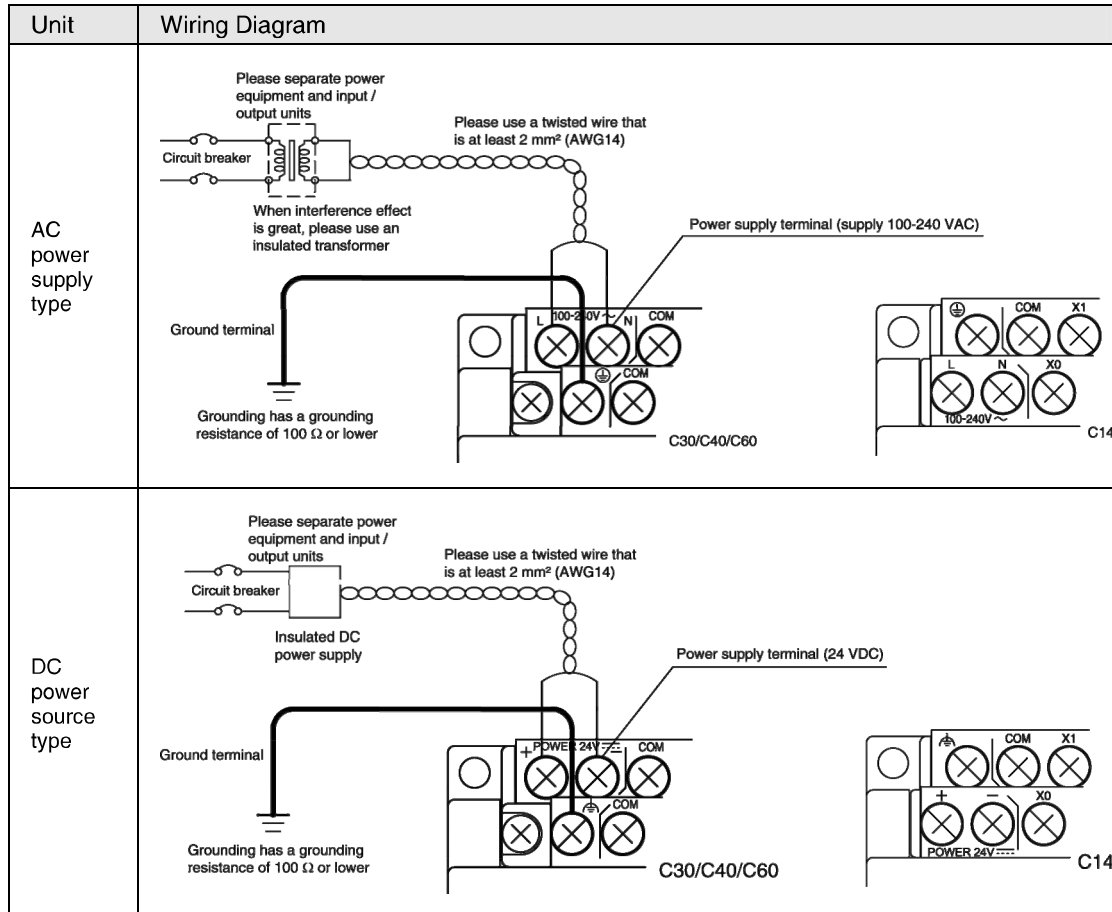 Unit
Wiring Diagram
AC
power
supply
type
Please separate power
equipment and input /
output units
Circuit breaker
Please use a twisted wire that
is at least 2 mm² (AWG14)
When interference effect
is great, please use an
insulated transformer
Power supply terminal (supply 100-240 VAC)
Ground terminal
Grounding has a grounding
resistance of 100 Ω or lower
L 100-240V ~ N COM
COM
C30/C40/C60
COM X1
L N X0
100-240V ~
C14
DC
power
source
type
Please separate power
equipment and input /
output units
Circuit breaker
Please use a twisted wire that
is at least 2 mm² (AWG14)
Insulated DC
power supply
Power supply terminal (24 VDC)
Ground terminal
Grounding has a grounding
resistance of 100 Ω or lower
+ POWER 24V ⎓ − COM
COM
C30/C40/C60
COM X1
+ − X0
POWER 24V ⎓
C14